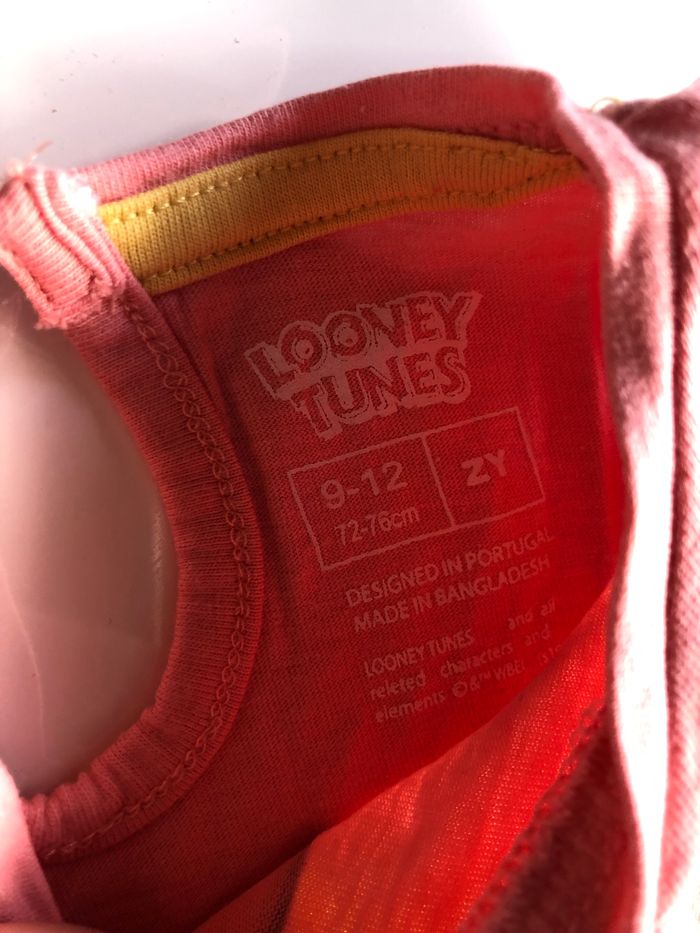 LOONEY
TUNES
9-12
72-76cm
ZY
DESIGNED IN PORTUGAL
MADE IN BANGLADESH
LOONEY TUNES and all
releted characters and
elements ©&™ WBEI